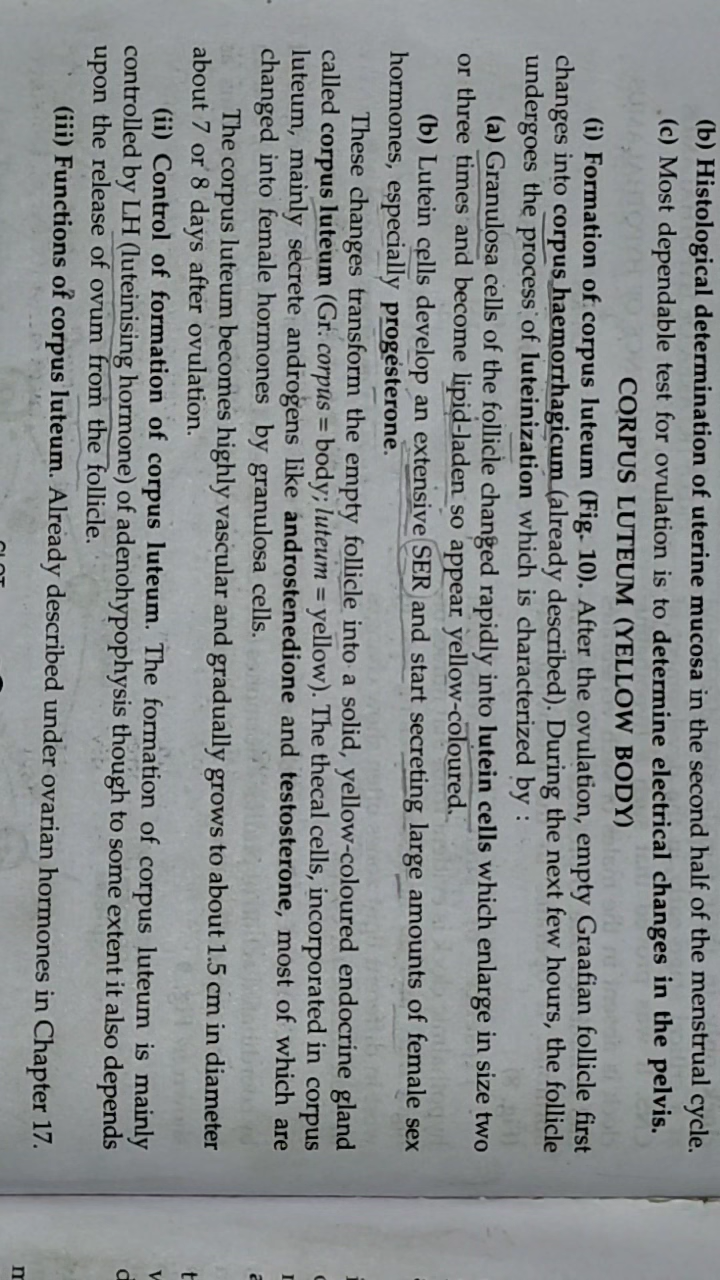 (b) Histological determination of uterine mucosa in the second half of the menstrual cycle.
(c) Most dependable test for ovulation is to determine electrical changes in the pelvis.
CORPUS LUTEUM (YELLOW BODY)
(i) Formation of corpus luteum (Fig. 10). After the ovulation, empty Graafian follicle first
changes into corpus haemorrhagicum (already described). During the next few hours, the follicle
undergoes the process of luteinization which is characterized by :
(a) Granulosa cells of the follicle changed rapidly into lutein cells which enlarge in size two
or three times and become lipid-laden so appear yellow-coloured.
(b) Lutein cells develop an extensive SER and start secreting large amounts of female sex
hormones, especially progesterone.
These changes transform the empty follicle into a solid, yellow-coloured endocrine gland
called corpus luteum (Gr. corpus = body; luteum = yellow). The thecal cells, incorporated in corpus
luteum, mainly secrete androgens like androstenedione and testosterone, most of which are
changed into female hormones by granulosa cells.
The corpus luteum becomes highly vascular and gradually grows to about 1.5 cm in diameter
about 7 or 8 days after ovulation.
(ii) Control of formation of corpus luteum. The formation of corpus luteum is mainly
controlled by LH (luteinising hormone) of adenohypophysis though to some extent it also depends
upon the release of ovum from the follicle.
(iii) Functions of corpus luteum. Already described under ovarian hormones in Chapter 17.